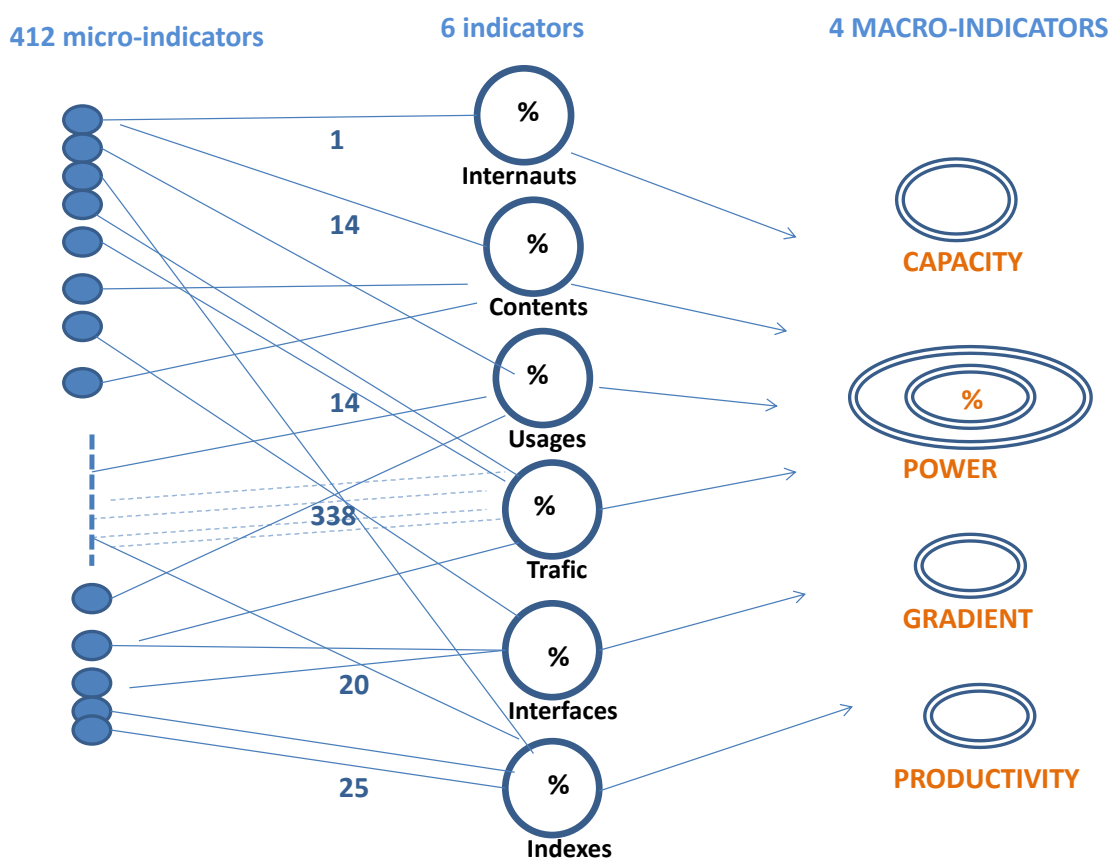 412 micro-indicators
6 indicators
4 MACRO-INDICATORS
%
1
Internauts
14
%
CAPACITY
Contents
%
14
%
Usages
POWER
338
%
Trafic
GRADIENT
%
20
Interfaces
%
PRODUCTIVITY
25
Indexes